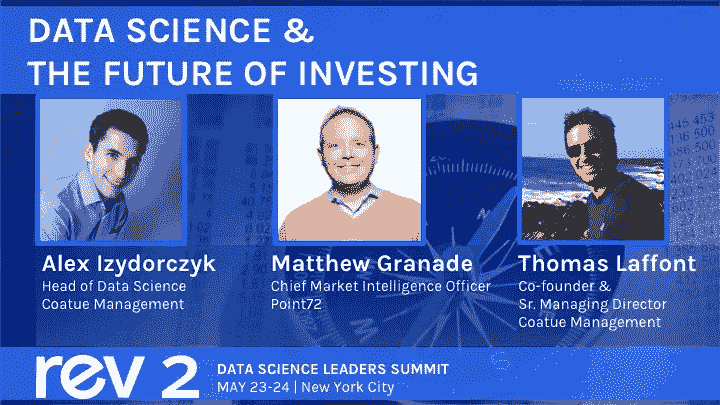 DATA SCIENCE &
THE FUTURE OF INVESTING
Alex Izydorczyk
Head of Data Science
Coatue Management
Matthew Granade
Chief Market Intelligence Officer
Point72
Thomas Laffont
Co-founder &
Sr. Managing Director
Coatue Management
rev 2
DATA SCIENCE LEADERS SUMMIT
MAY 23-24 | New York City